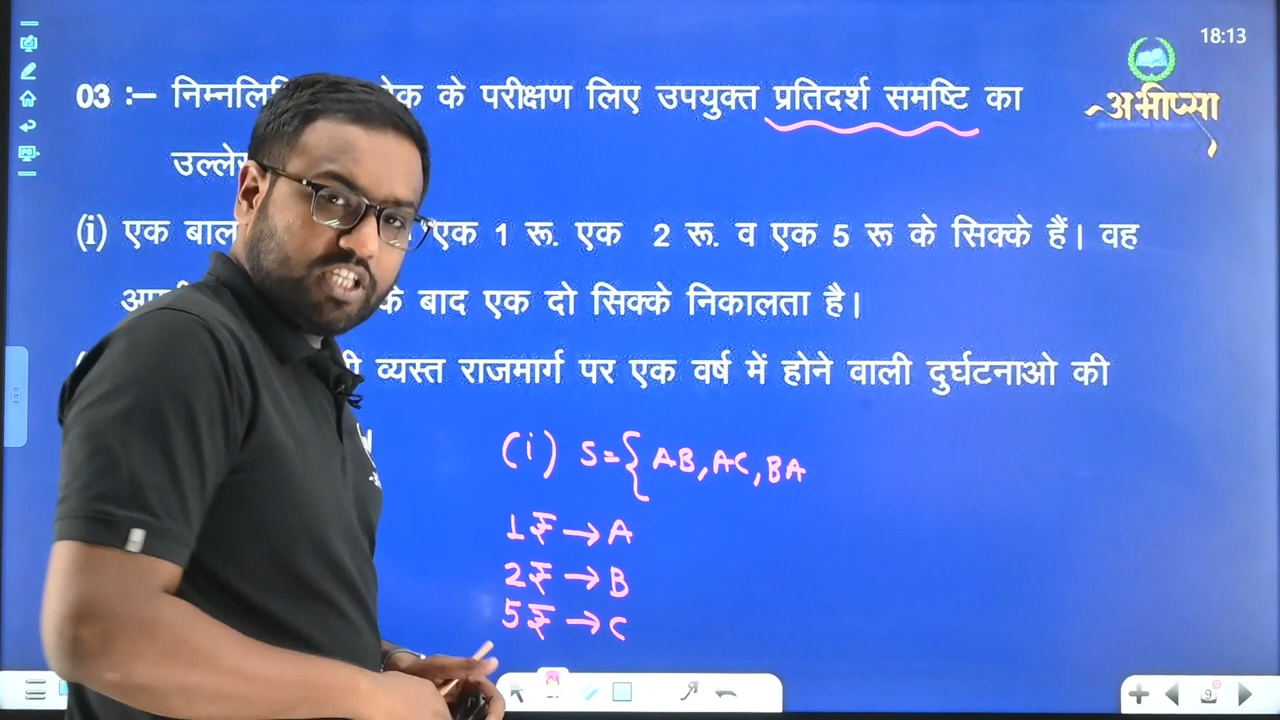 18:13
अभीप्सा
03 :– निम्नलि के परीक्षण लिए उपयुक्त प्रतिदर्श समष्टि का
उल्ले
(i) एक बाल एक 1 रू. एक 2 रू. व एक 5 रू के सिक्के हैं। वह
के बाद एक दो सिक्के निकालता है।
व्यस्त राजमार्ग पर एक वर्ष में होने वाली दुर्घटनाओ की
(i) S={AB, AC, BA
1₹ → A
2₹ → B
5₹ → C
9